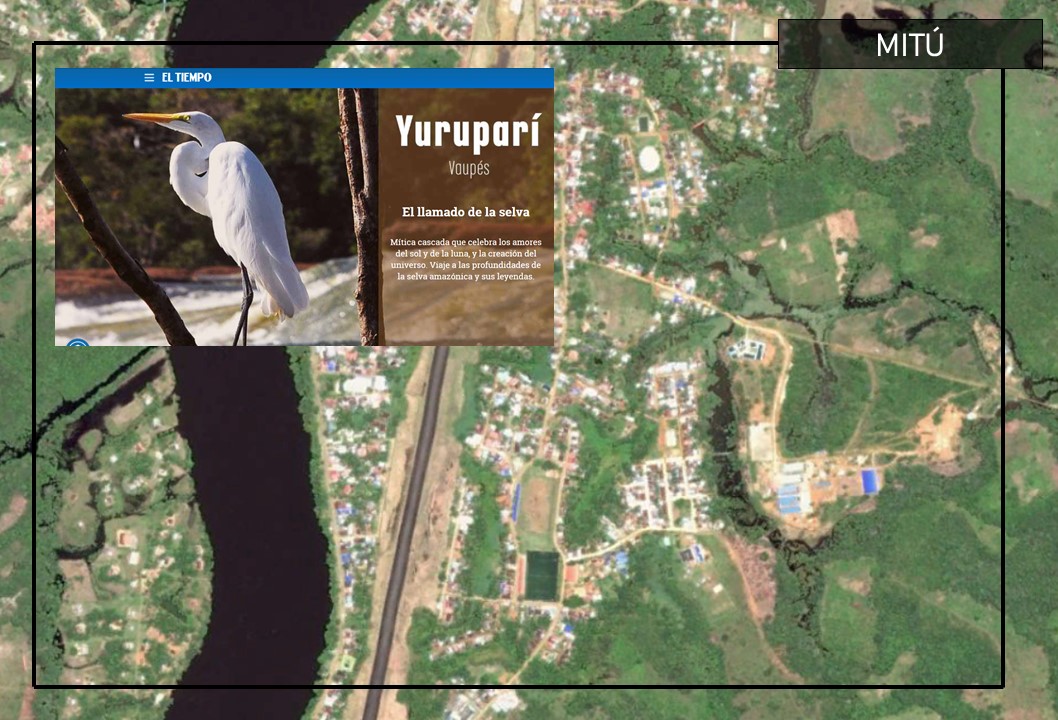 MITÚ
EL TIEMPO
Yuruparí
Vaupés
El llamado de la selva
Mítica cascada que celebra los amores
del sol y de la luna, y la creación del
universo. Viaje a las profundidades de
la selva amazónica y sus leyendas.